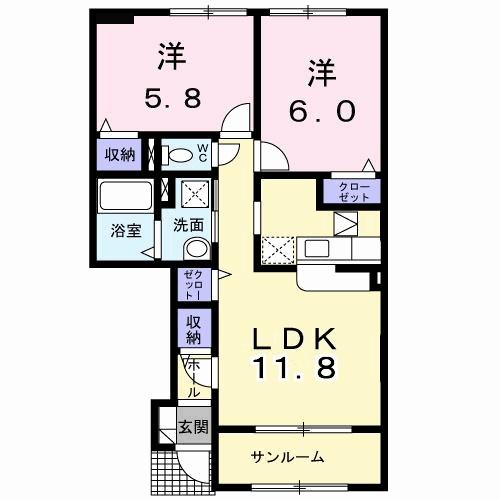 洋
5.8
洋
6.0
収納
WC
クロー
ゼット
浴室
洗面
クロー
ゼット
収納
LDK
11.8
ホール
玄関
サンルーム